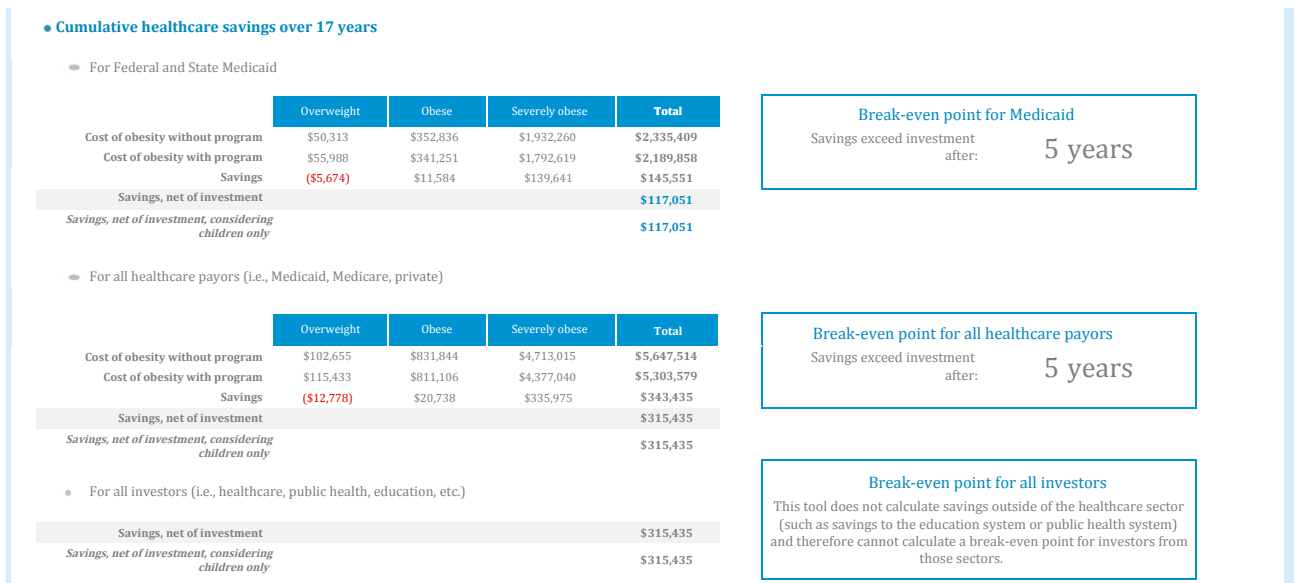 Cumulative healthcare savings over 17 years
For Federal and State Medicaid
Overweight Obese Severely obese Total
Cost of obesity without program $50,313 $352,836 $1,932,260 $2,335,409
Cost of obesity with program $55,988 $341,251 $1,792,619 $2,189,858
Savings ($5,674) $11,584 $139,641 $145,551
Savings, net of investment $117,051
Savings, net of investment, considering
children only $117,051
Break-even point for Medicaid
Savings exceed investment
after: 5 years
For all healthcare payors (i.e., Medicaid, Medicare, private)
Overweight Obese Severely obese Total
Cost of obesity without program $102,655 $831,844 $4,713,015 $5,647,514
Cost of obesity with program $115,433 $811,106 $4,377,040 $5,303,579
Savings ($12,778) $20,738 $335,975 $343,435
Savings, net of investment $315,435
Savings, net of investment, considering
children only $315,435
Break-even point for all healthcare payors
Savings exceed investment
after: 5 years
For all investors (i.e., healthcare, public health, education, etc.)
Savings, net of investment $315,435
Savings, net of investment, considering
children only $315,435
Break-even point for all investors
This tool does not calculate savings outside of the healthcare sector
(such as savings to the education system or public health system)
and therefore cannot calculate a break-even point for investors from
those sectors.